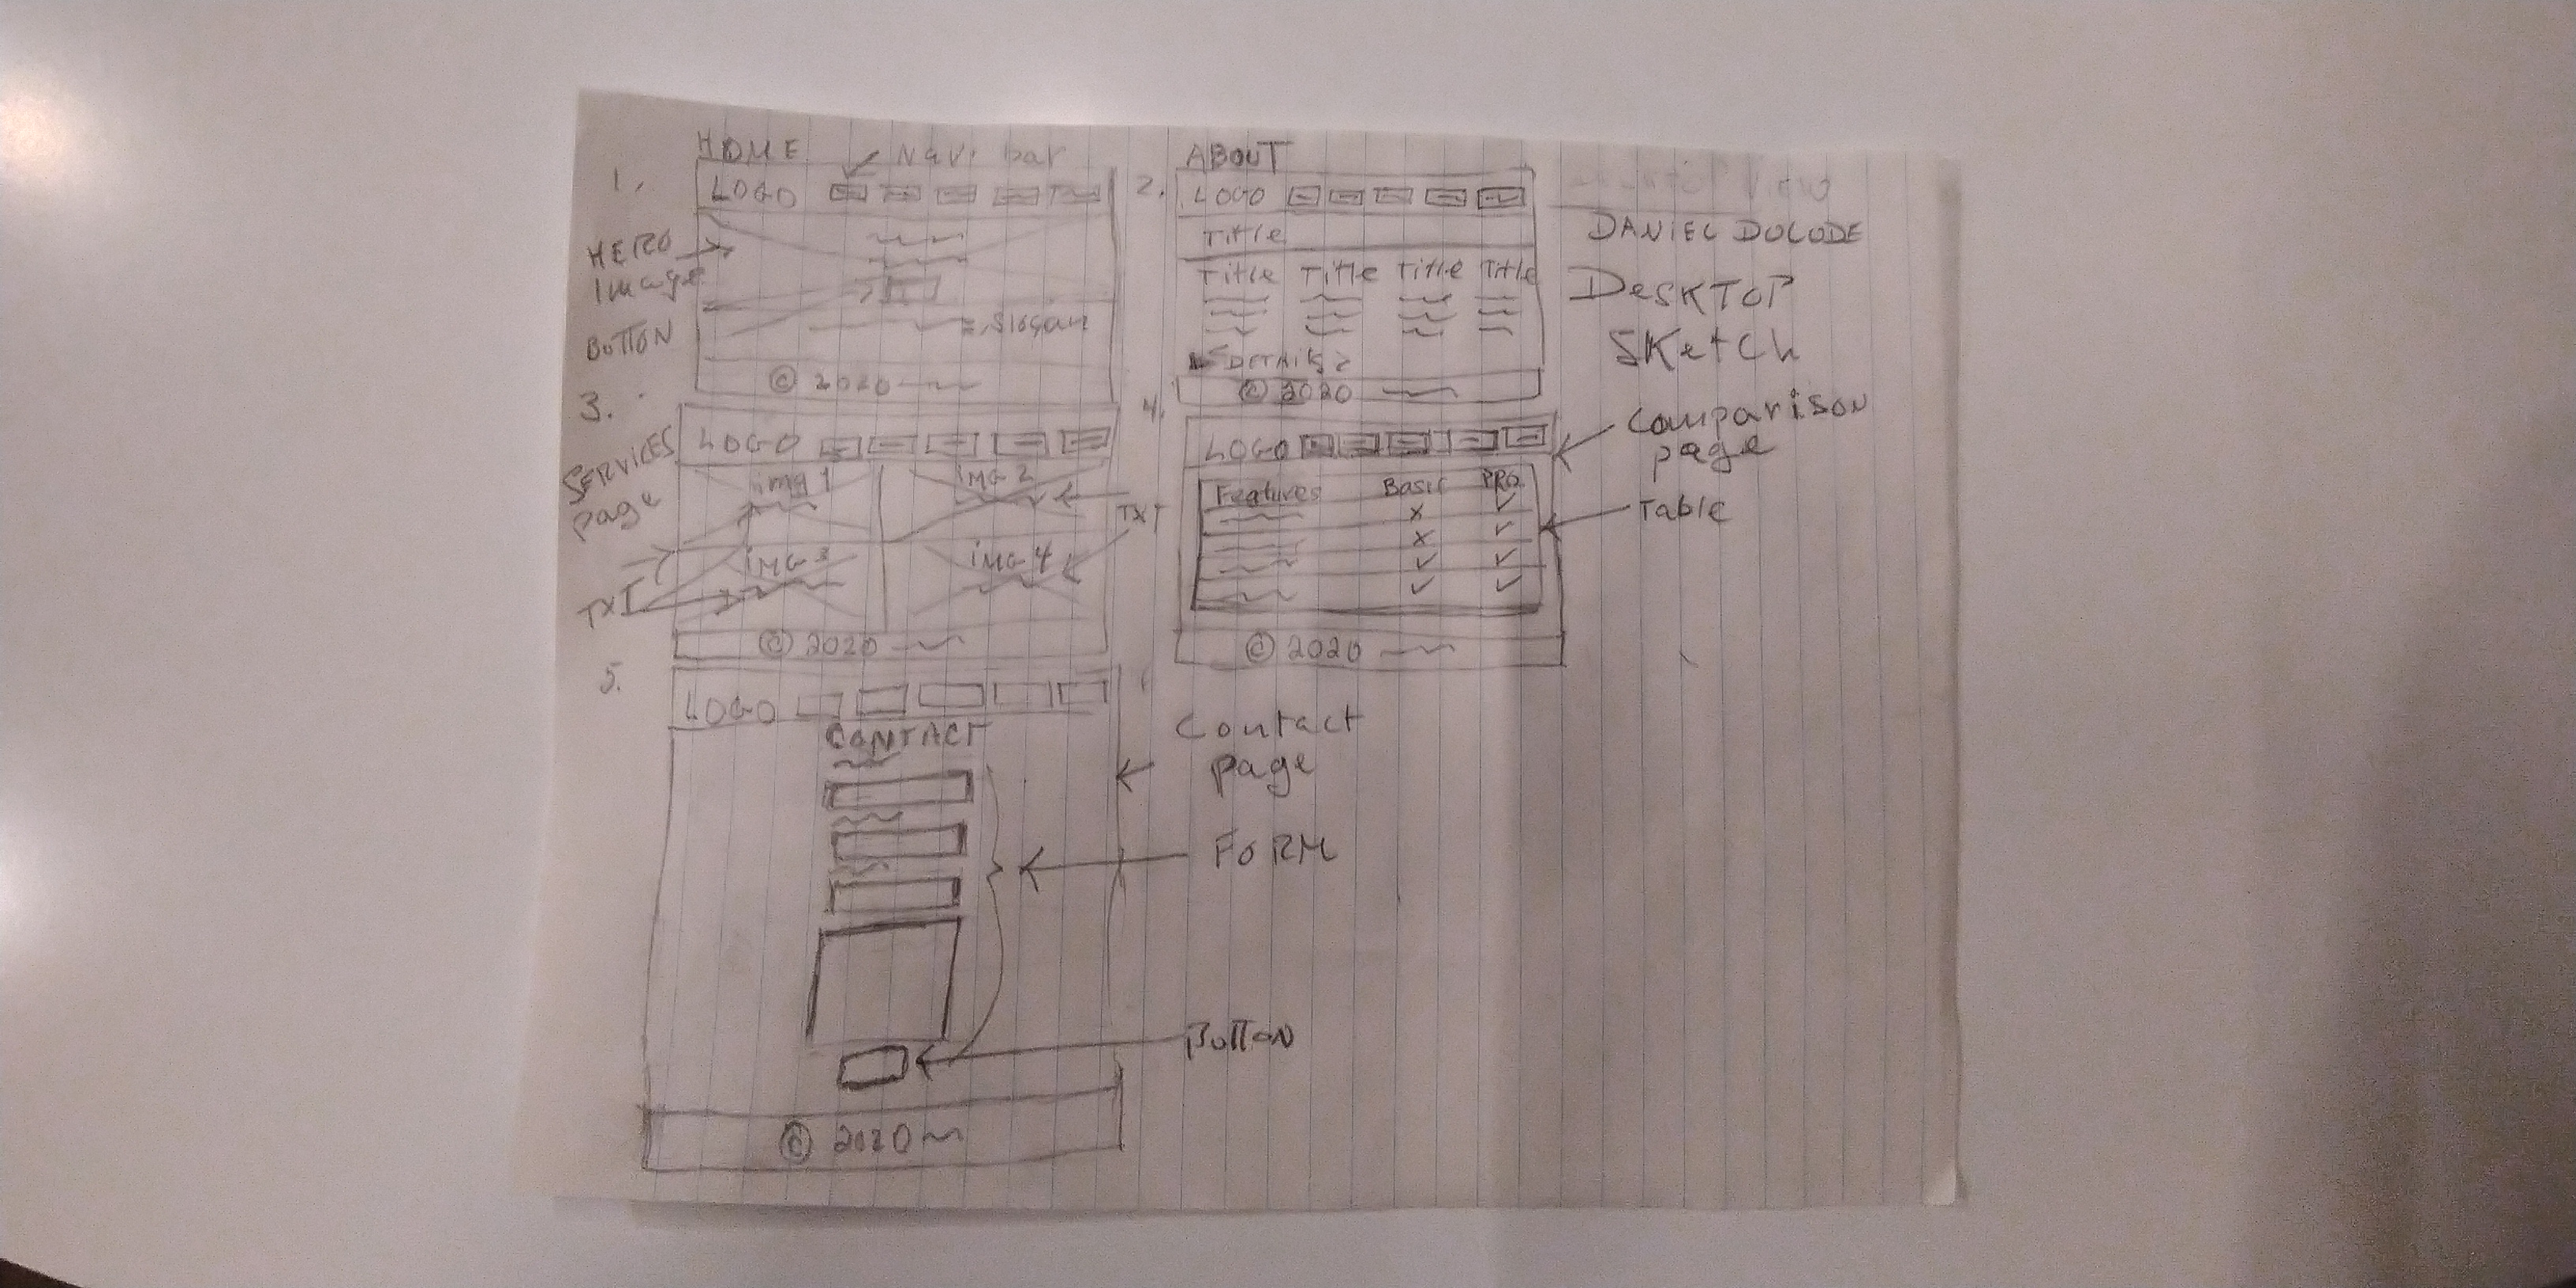 HOME
Navi bar
1.
LOGO
HERO
Image
BUTTON
Slogan
© 2020
ABOUT
2.
LOGO
Title
Title Title Title Title
DETAILS
© 2020
DANIEL
DESKTOP
SKetch
3.
SERVICES
page
LOGO
img 1
img 2
TXT
img 3
img 4
TXT
© 2020
4.
LOGO
Features Basic PRO
x ✓
x ✓
✓ ✓
✓ ✓
© 2020
Comparison
page
Table
5.
LOGO
CONTACT
© 2020
Contact
page
FORM
Button